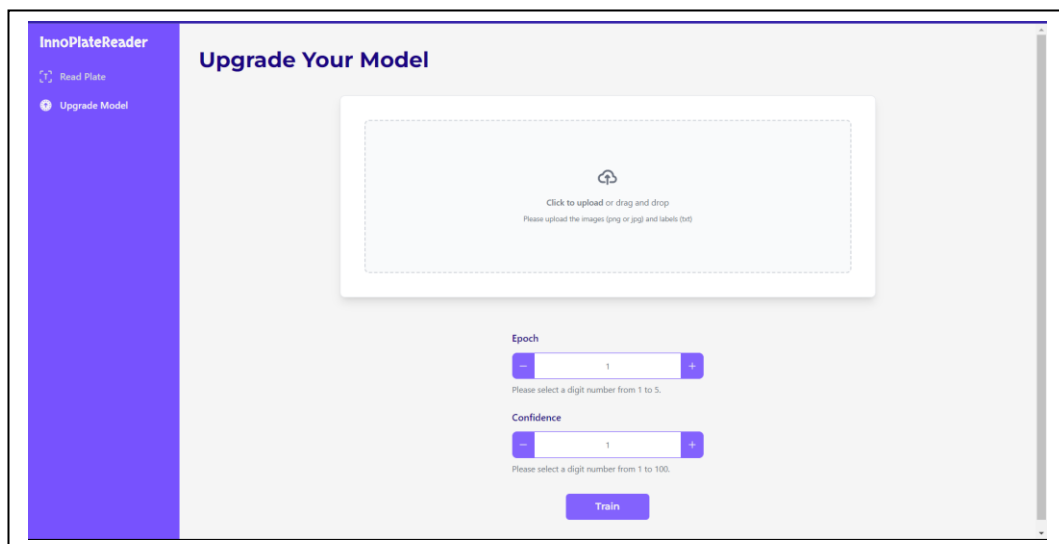 InnoPlateReader
Read Plate
Upgrade Model
Upgrade Your Model
Click to upload or drag and drop
Please upload the images (png or jpg) and labels (txt)
Epoch
− 1 +
Please select a digit number from 1 to 5.
Confidence
− 1 +
Please select a digit number from 1 to 100.
Train